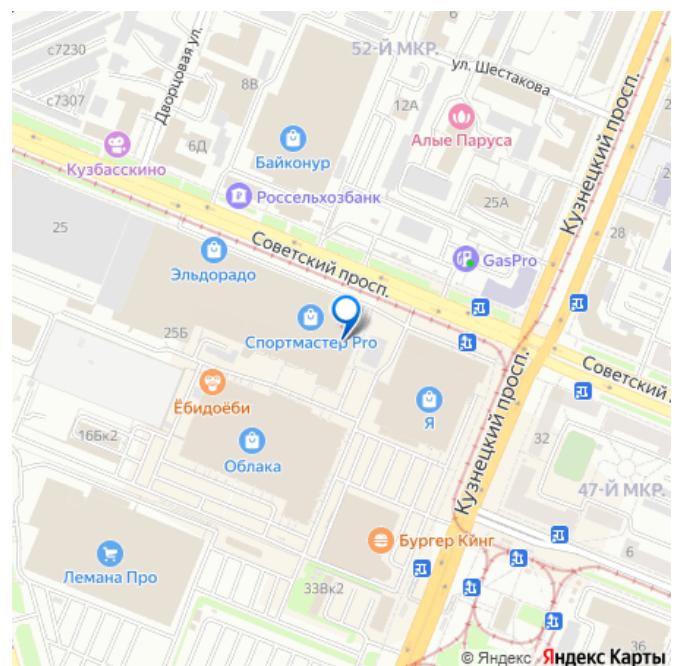 6
52-Й МКР.
с7230
Дворцовая ул.
ул. Шестакова
8В
с7307
12А
Кузнецкий просп.
Алые Паруса
6Д
Байконур
Кузбасскино
Россельхозбанк
25А
28
25
Советский просп.
GasPro
Эльдорадо
25Б
Спортмастер Pro
Советский
Ёбидоёби
Я
Кузнецкий просп.
16Бк2
32
Облака
47-Й МКР.
Бургер Кинг
6
Лемана Про
33Вк2
36
© Яндекс Яндекс Карты